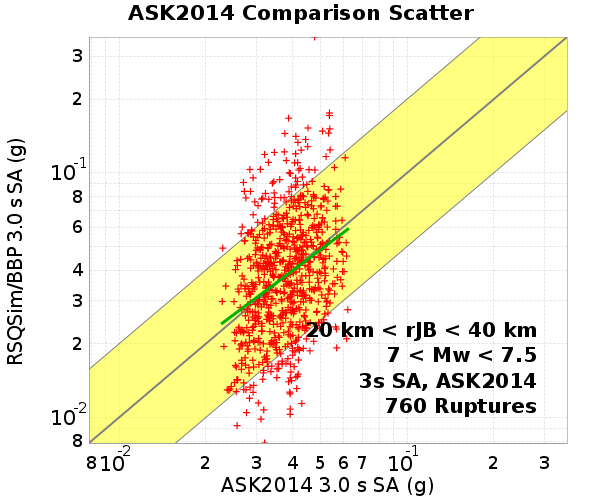 ASK2014 Comparison Scatter
RSQSim/BBP 3.0 s SA (g)
3
2
10-1
8
6
4
3
2
10-2
8
20 km < rJB < 40 km
7 < Mw < 7.5
3s SA, ASK2014
760 Ruptures
8 10-2 2 3 4 5 6 7 10-1 2 3
ASK2014 3.0 s SA (g)